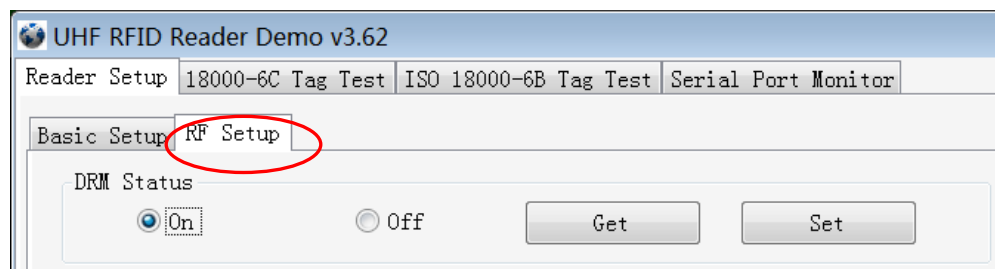 UHF RFID Reader Demo v3.62
Reader Setup 18000-6C Tag Test ISO 18000-6B Tag Test Serial Port Monitor
Basic Setup RF Setup
DRM Status
On Off Get Set